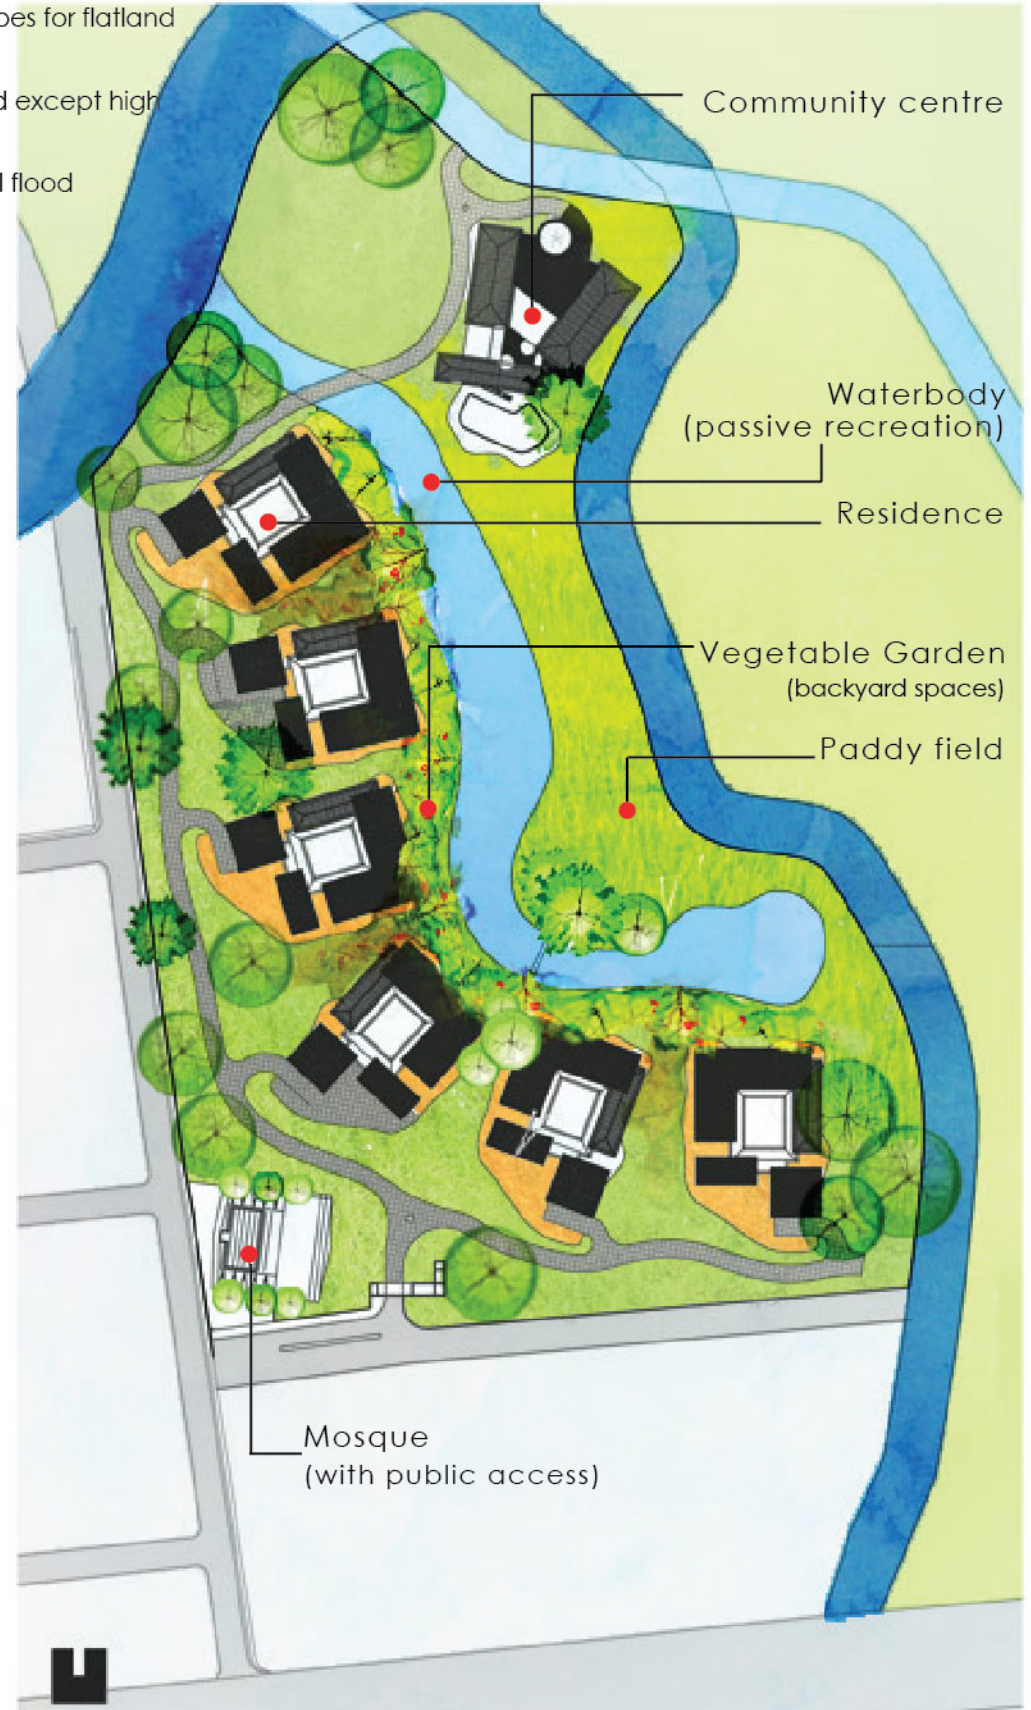 pes for flatland
d except high
l flood
Community centre
Waterbody
(passive recreation)
Residence
Vegetable Garden
(backyard spaces)
Paddy field
Mosque
(with public access)